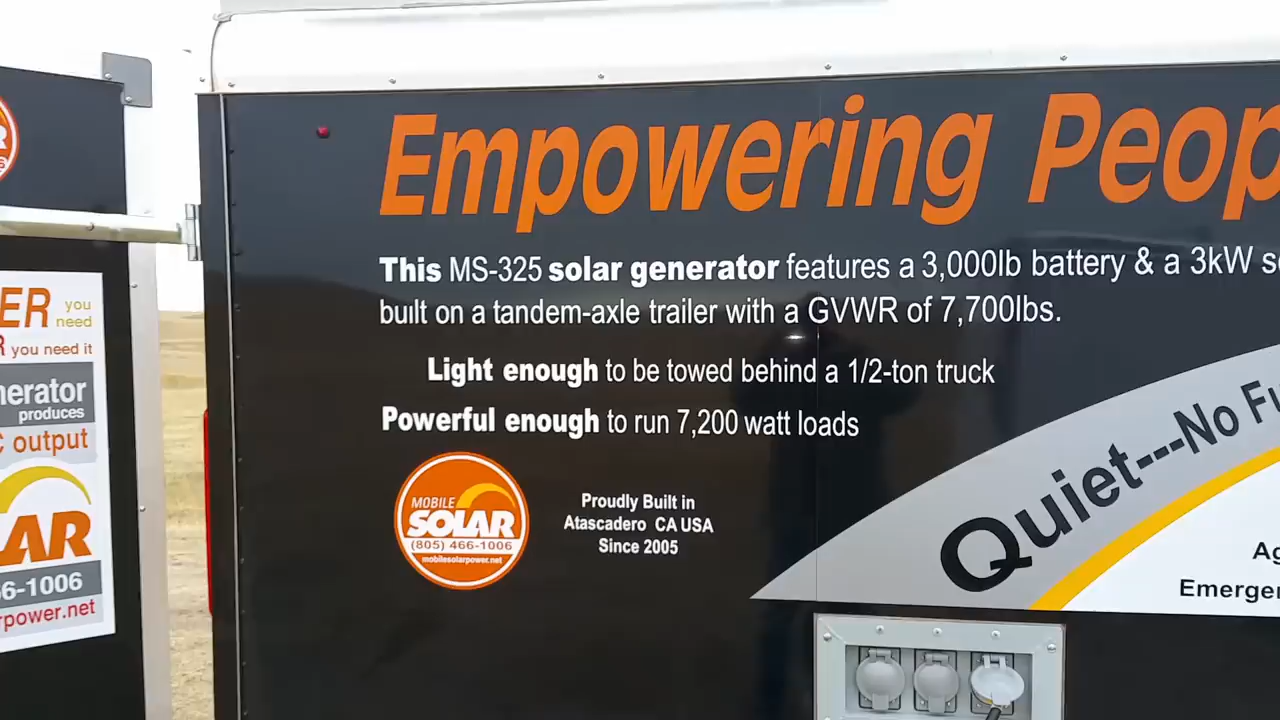 Empowering Peop
This MS-325 solar generator features a 3,000lb battery & a 3kW s
built on a tandem-axle trailer with a GVWR of 7,700lbs.
Light enough to be towed behind a 1/2-ton truck
Powerful enough to run 7,200 watt loads
MOBILE
SOLAR
(805) 466-1006
mobilesolarpower.net
Proudly Built in
Atascadero CA USA
Since 2005
Quiet---No Fu
Ag
Emergen
R
ER you
need
R you need it
nerator
produces
C output
LAR
66-1006
rpower.net